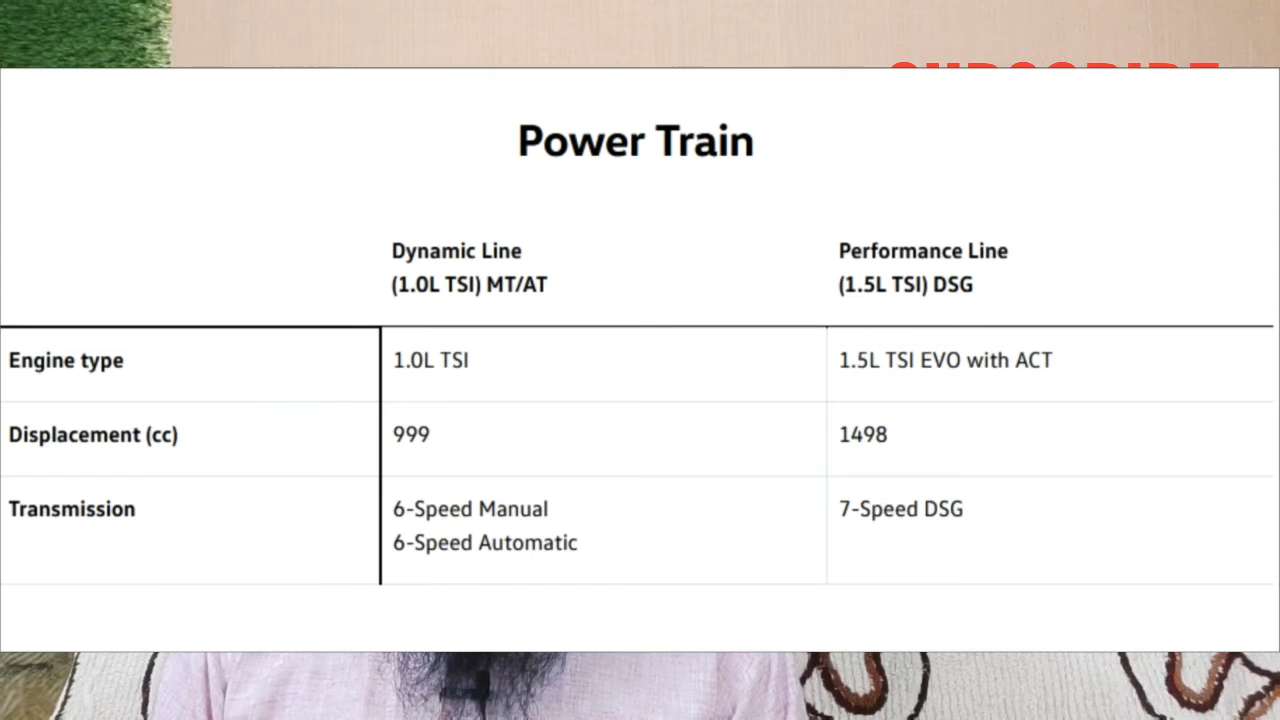 SUBSCRIBE
Power Train
Dynamic Line
(1.0L TSI) MT/AT
Performance Line
(1.5L TSI) DSG
Engine type
1.0L TSI
1.5L TSI EVO with ACT
Displacement (cc)
999
1498
Transmission
6-Speed Manual
6-Speed Automatic
7-Speed DSG